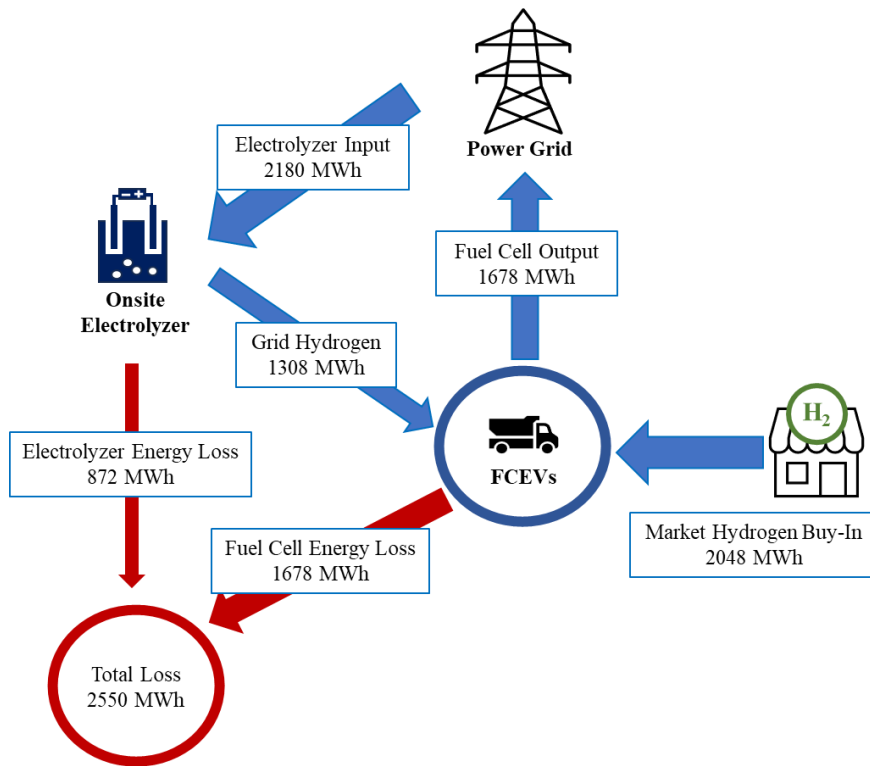 Power Grid
Electrolyzer Input
2180 MWh
Onsite
Electrolyzer
Fuel Cell Output
1678 MWh
Grid Hydrogen
1308 MWh
H₂
FCEVs
Electrolyzer Energy Loss
872 MWh
Market Hydrogen Buy-In
2048 MWh
Fuel Cell Energy Loss
1678 MWh
Total Loss
2550 MWh